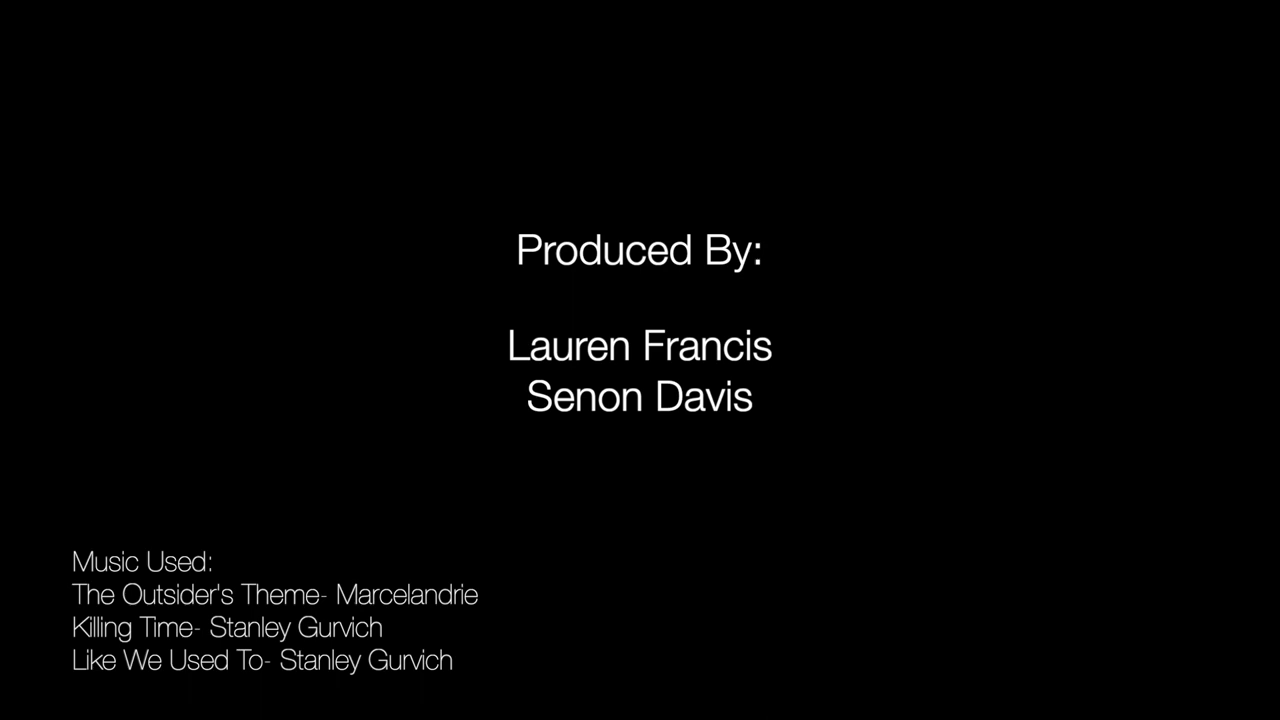 Produced By:
Lauren Francis
Senon Davis
Music Used:
The Outsider's Theme- Marcelandrie
Killing Time- Stanley Gurvich
Like We Used To- Stanley Gurvich